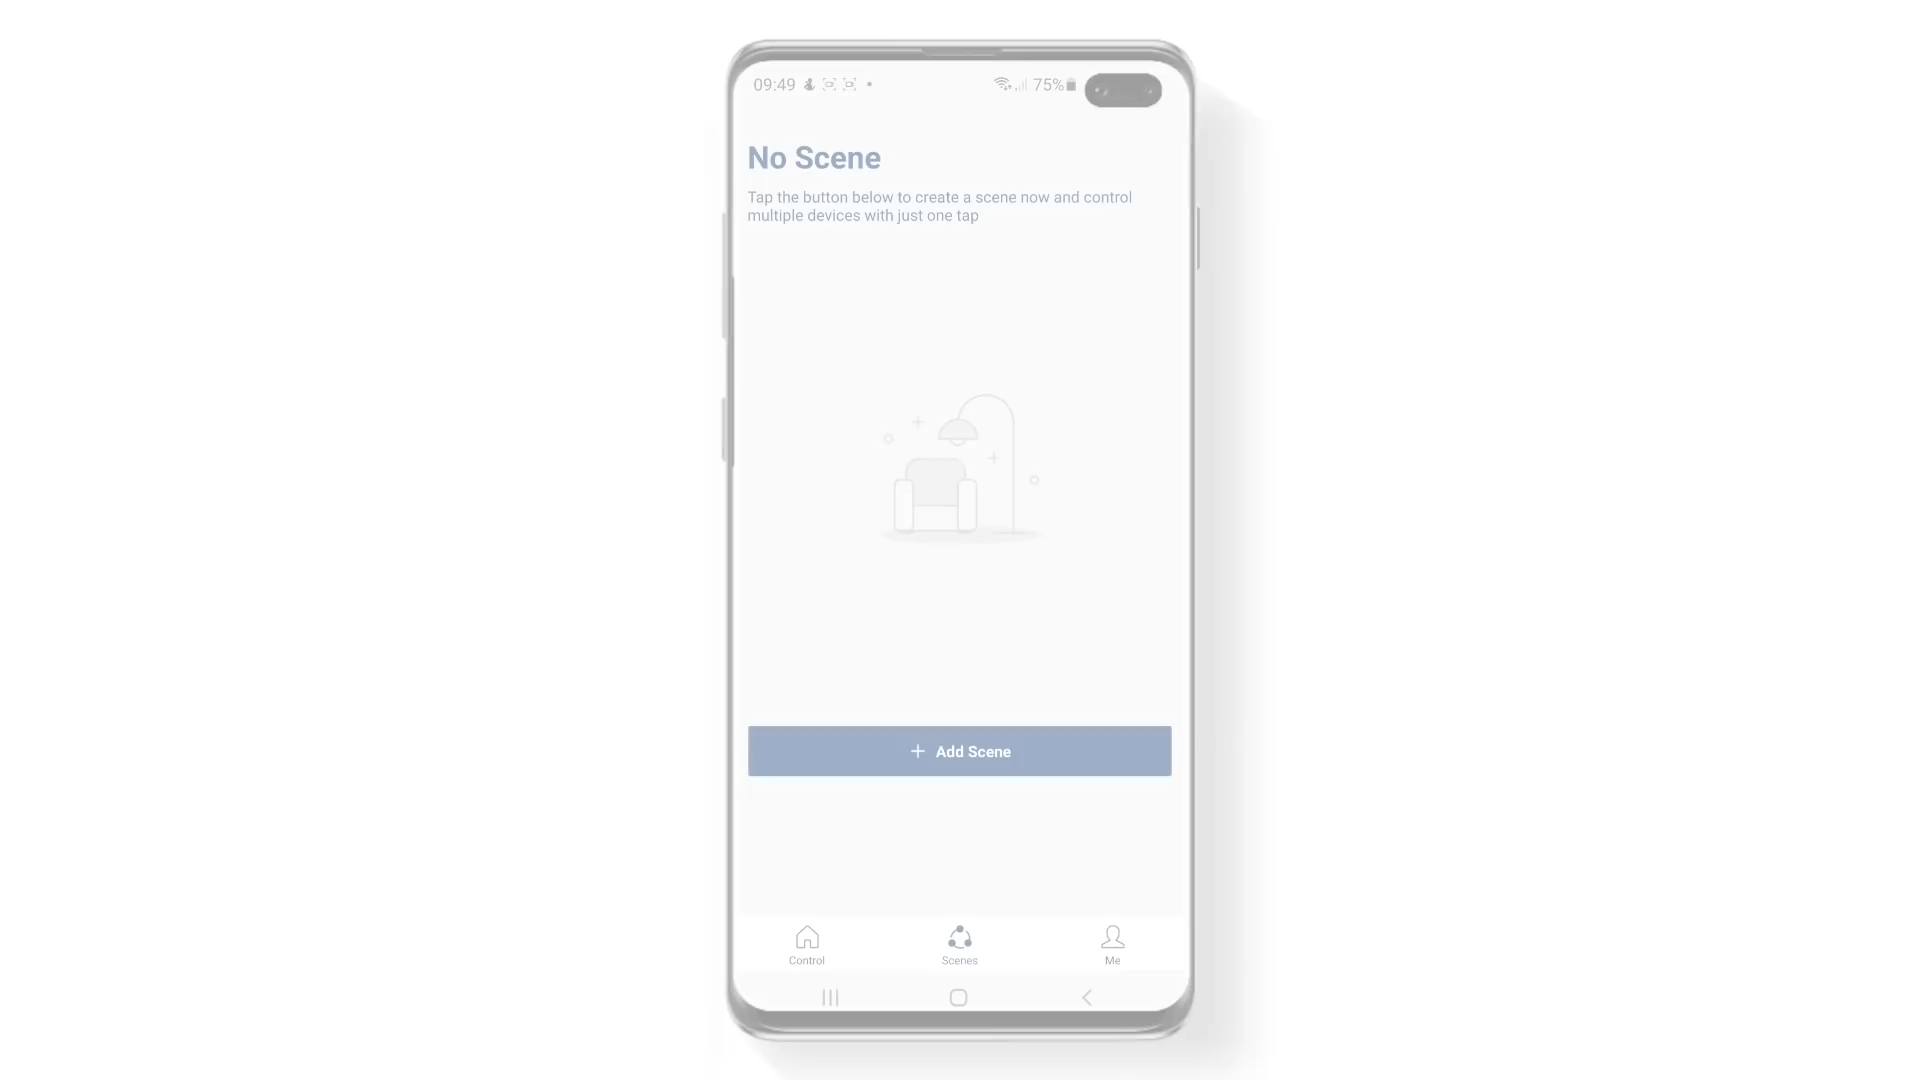 09:49 75%
No Scene
Tap the button below to create a scene now and control
multiple devices with just one tap
+ Add Scene
Control Scenes Me